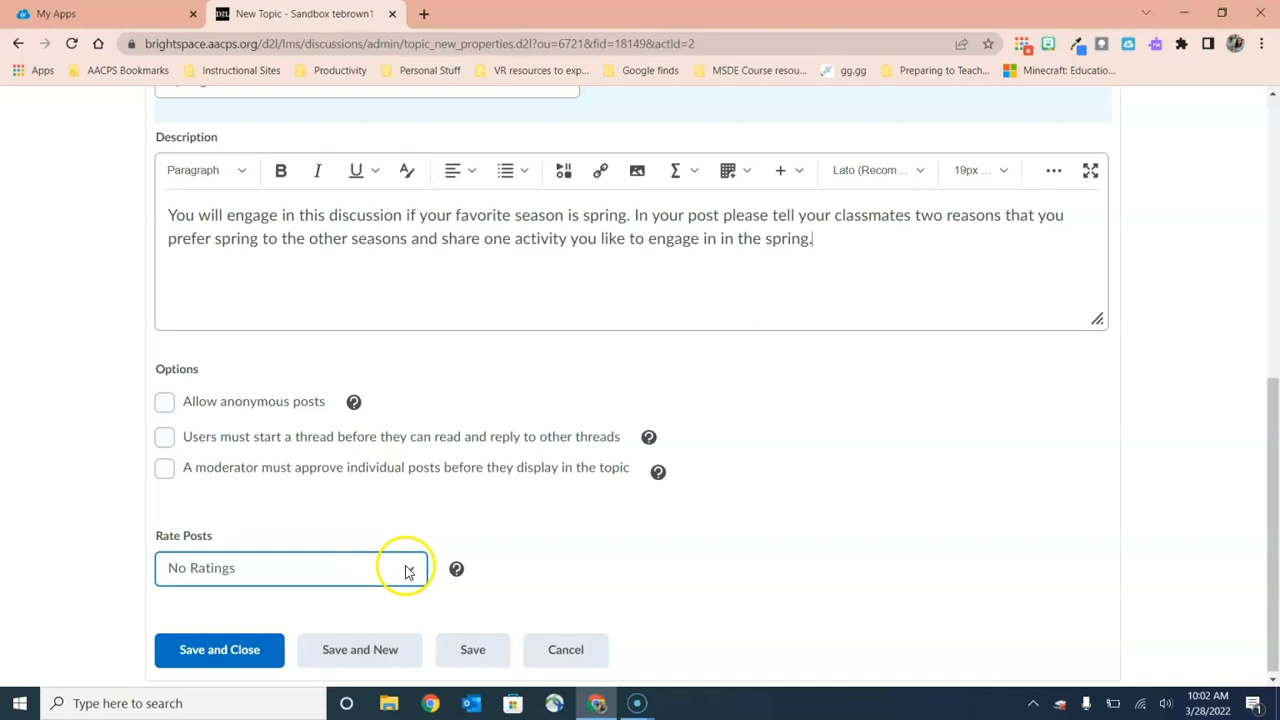 My Apps
D2L New Topic - Sandbox tebrown1
brightspace.aacps.org/d2l/lms/discussions/admin/topic_new_properties.d2l?ou=6721&fid=18149&actId=2
Apps AACPS Bookmarks Instructional Sites Productivity Personal Stuff VR resources to exp... Google finds MSDE Course resou... gg.gg Preparing to Teach... Minecraft: Educatio...
Description
Paragraph B I U Lato (Recom... 19px ...
You will engage in this discussion if your favorite season is spring. In your post please tell your classmates two reasons that you
prefer spring to the other seasons and share one activity you like to engage in in the spring.
Options
Allow anonymous posts
Users must start a thread before they can read and reply to other threads
A moderator must approve individual posts before they display in the topic
Rate Posts
No Ratings
Save and Close Save and New Save Cancel
Type here to search
10:02 AM
3/28/2022
1